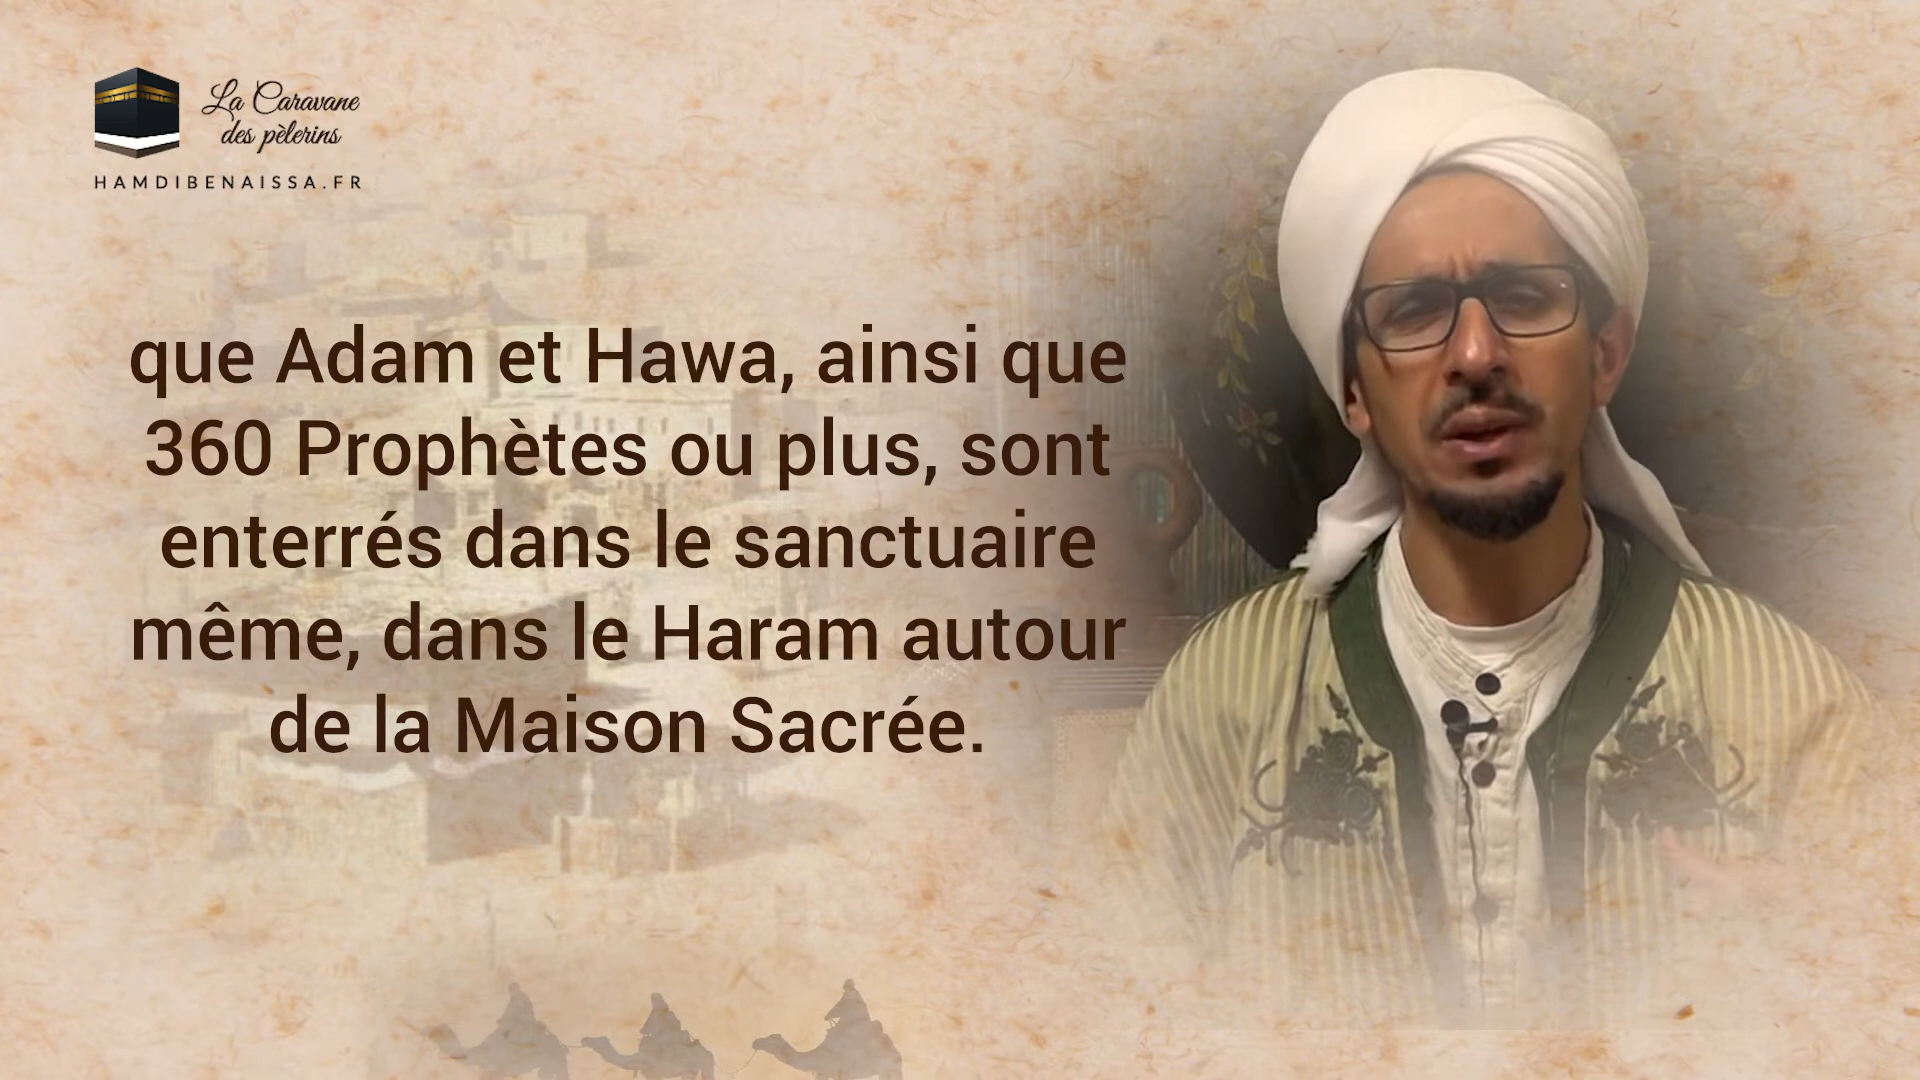 La Caravane
des pèlerins
HAMDIBENAISSA.FR
que Adam et Hawa, ainsi que
360 Prophètes ou plus, sont
enterrés dans le sanctuaire
même, dans le Haram autour
de la Maison Sacrée.